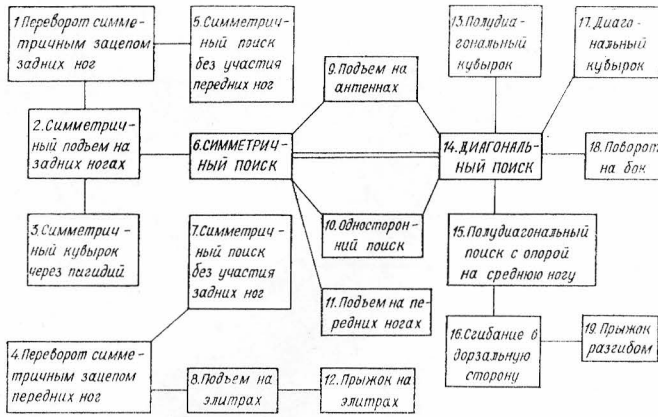 1 Переворот симме-
тричным зацепом
задних ног
2. Симметрич-
ный подъем на
задних ногах
3. Симметрич-
ный кувырок
через пигидий
4 Переворот симме-
тричным зацепом
передних ног
5 Симмет-
ричный поиск
без участия
передних ног
6. СИММЕТРИЧ-
НЫЙ ПОИСК
7. Симметрич-
ный поиск
без участия
задних ног
8. Подъем на
элитрах
9. Подъем на
антеннах
10. Односторон-
ний поиск
11. Подъем на пе-
редних ногах
12. Прыжок на
элитрах
13. Полудиа-
гональный
кувырок
14. ДИАГОНАЛЬ-
НЫЙ ПОИСК
15. Полудиагональный
поиск с опорой
на среднюю ногу
16. Сгибание в
дорзальную
сторону
17. Диаго-
нальный
кувырок
18. Поворот
на бок
19. Прыжок
разгибом